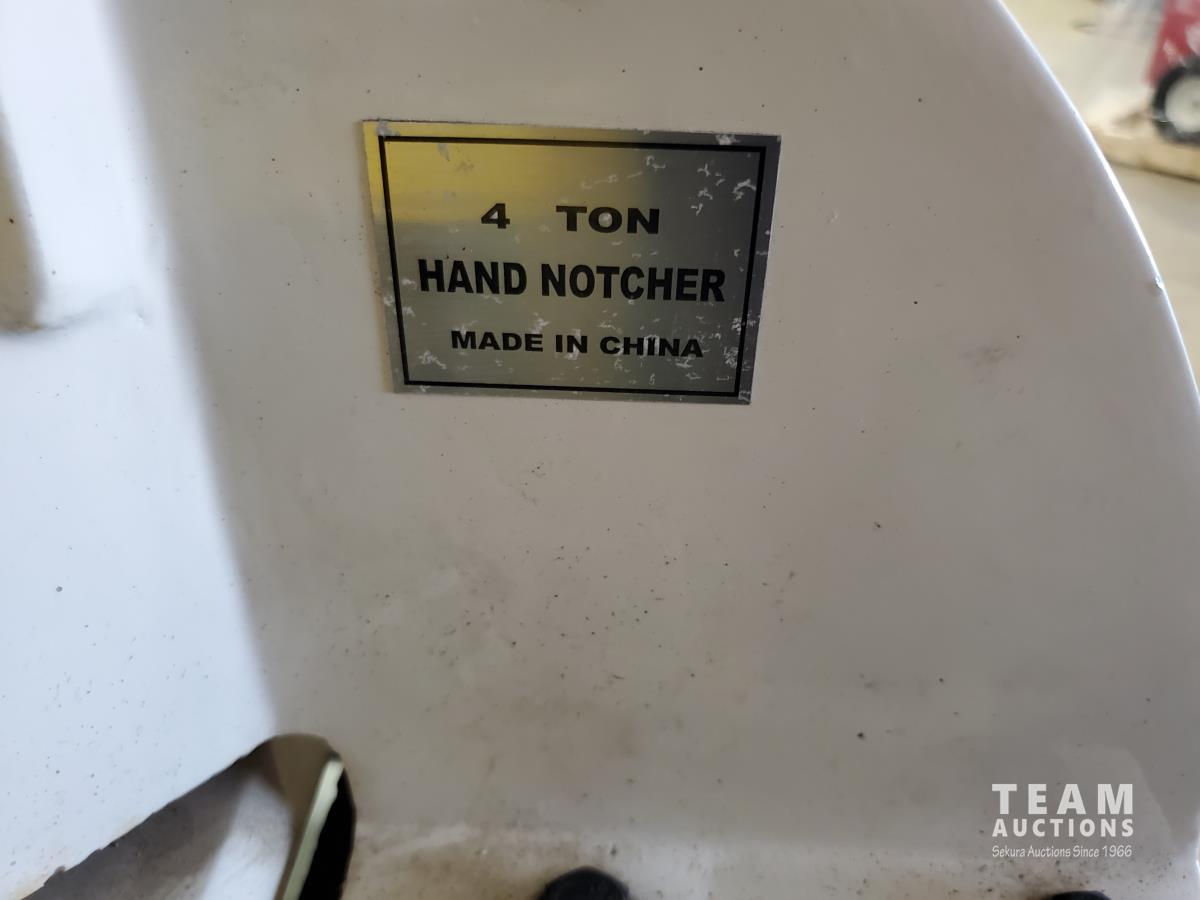 4 TON
HAND NOTCHER
MADE IN CHINA
TEAM
AUCTIONS
Sekura Auctions Since 1966